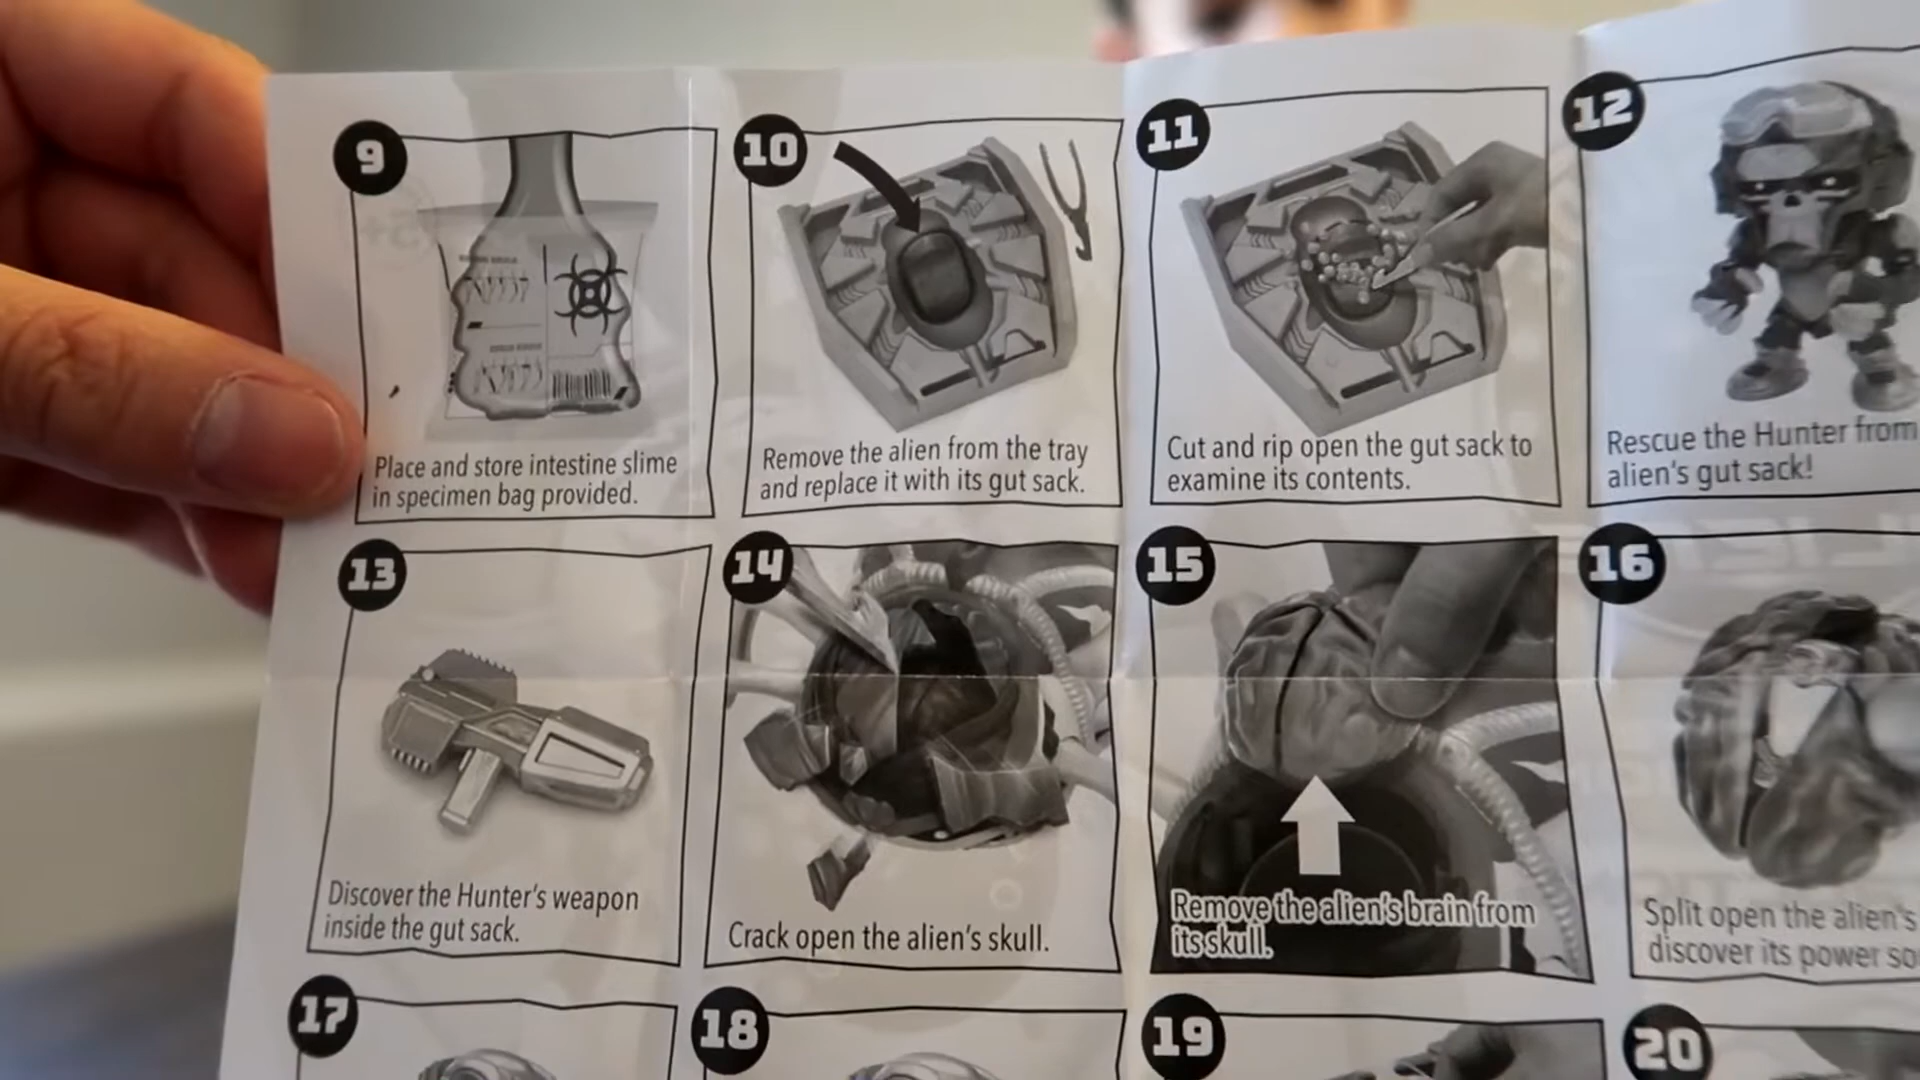 9
Place and store intestine slime
in specimen bag provided.
10
Remove the alien from the tray
and replace it with its gut sack.
11
Cut and rip open the gut sack to
examine its contents.
12
Rescue the Hunter from
alien's gut sack!
13
Discover the Hunter's weapon
inside the gut sack.
14
Crack open the alien's skull.
15
Remove the alien's brain from
its skull.
16
Split open the alien's
discover its power
17
18
19
20